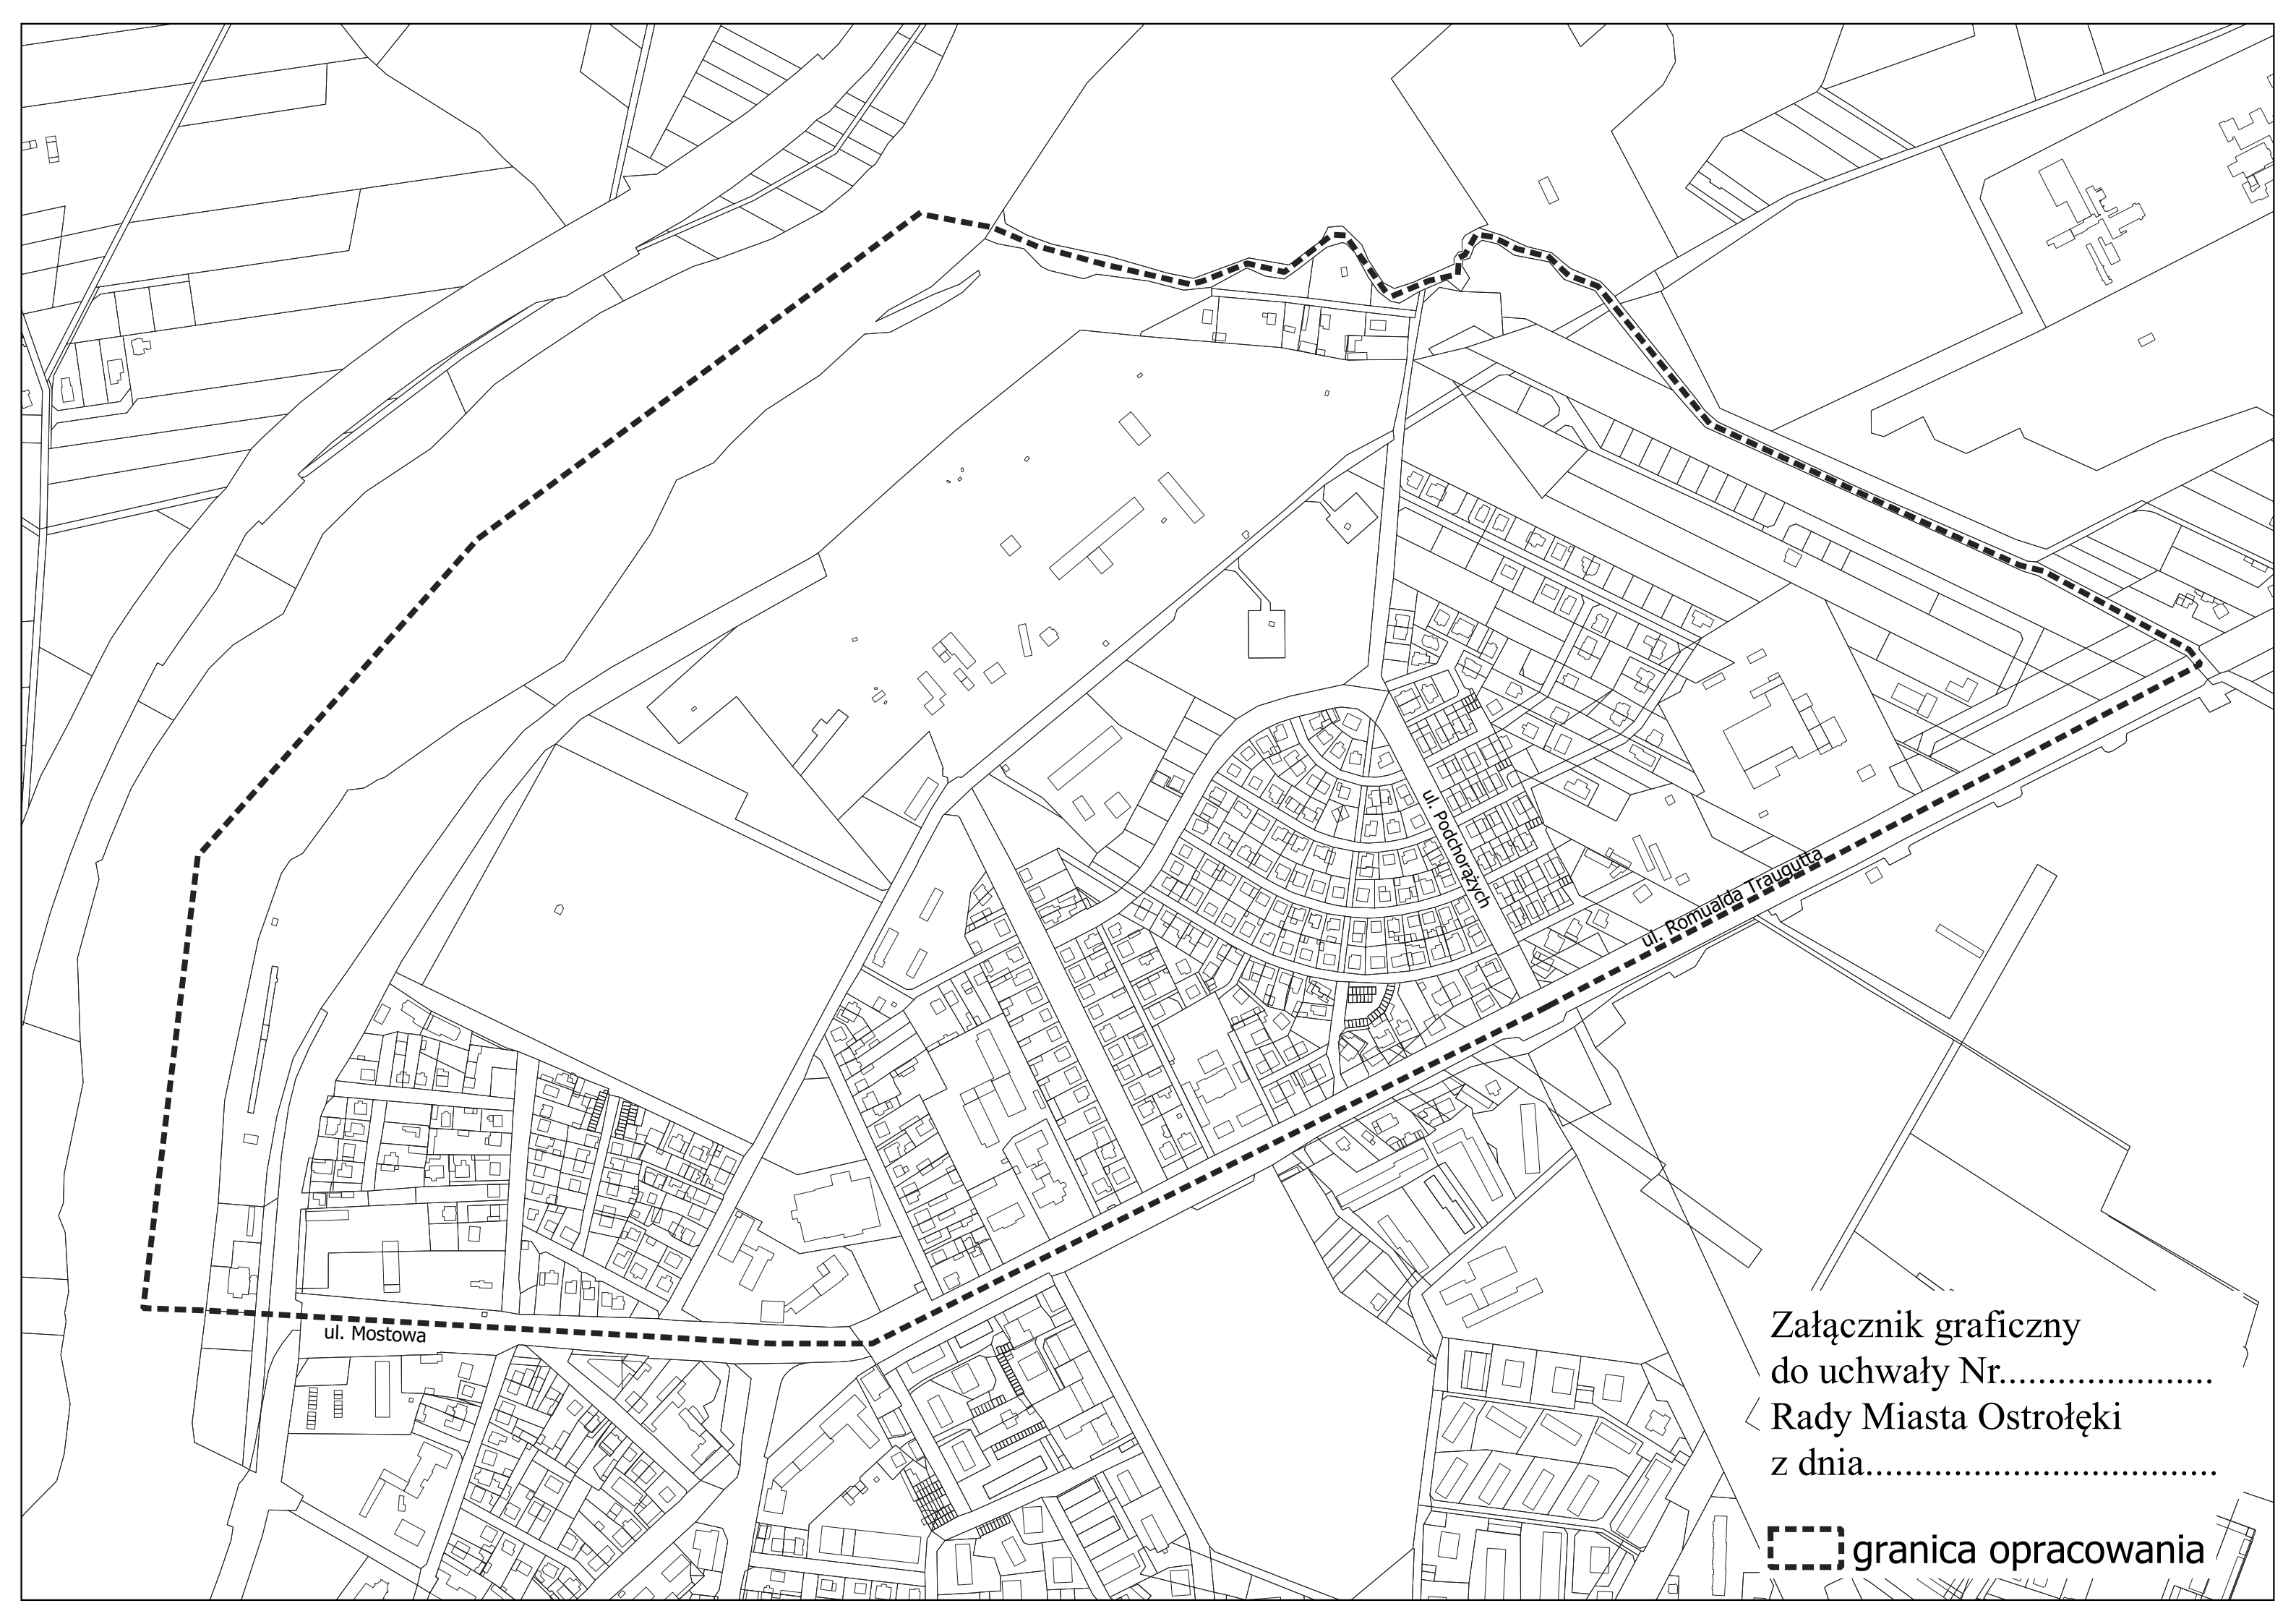 ul. Podchorążych
ul. Romualda Traugutta
ul. Mostowa
Załącznik graficzny
do uchwały Nr......................
Rady Miasta Ostrołęki
z dnia....................................
granica opracowania